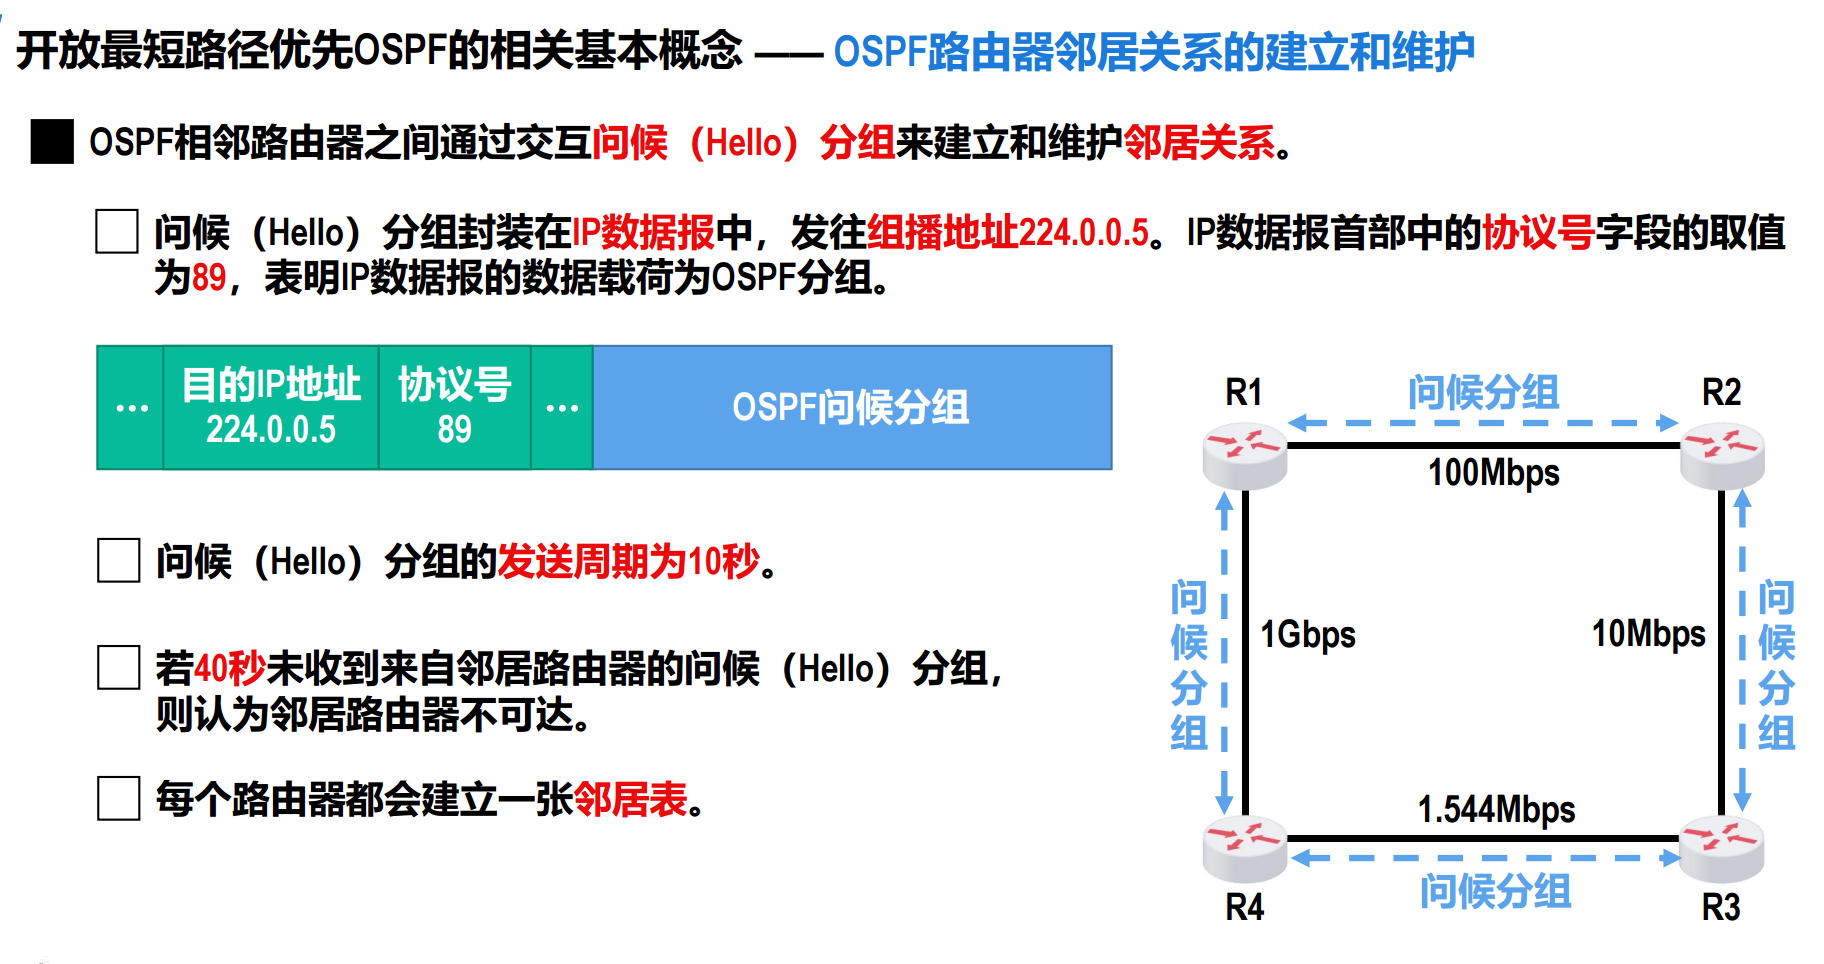 开放最短路径优先OSPF的相关基本概念 —— OSPF路由器邻居关系的建立和维护
OSPF相邻路由器之间通过交互问候（Hello）分组来建立和维护邻居关系。
问候（Hello）分组封装在IP数据报中，发往组播地址224.0.0.5。IP数据报首部中的协议号字段的取值
为89，表明IP数据报的数据载荷为OSPF分组。
... 目的IP地址 协议号 ... OSPF问候分组
224.0.0.5 89
问候（Hello）分组的发送周期为10秒。
若40秒未收到来自邻居路由器的问候（Hello）分组，
则认为邻居路由器不可达。
每个路由器都会建立一张邻居表。
R1 问候分组 R2
100Mbps
问候分组
1Gbps
10Mbps
问候分组
1.544Mbps
问候分组
R4 R3